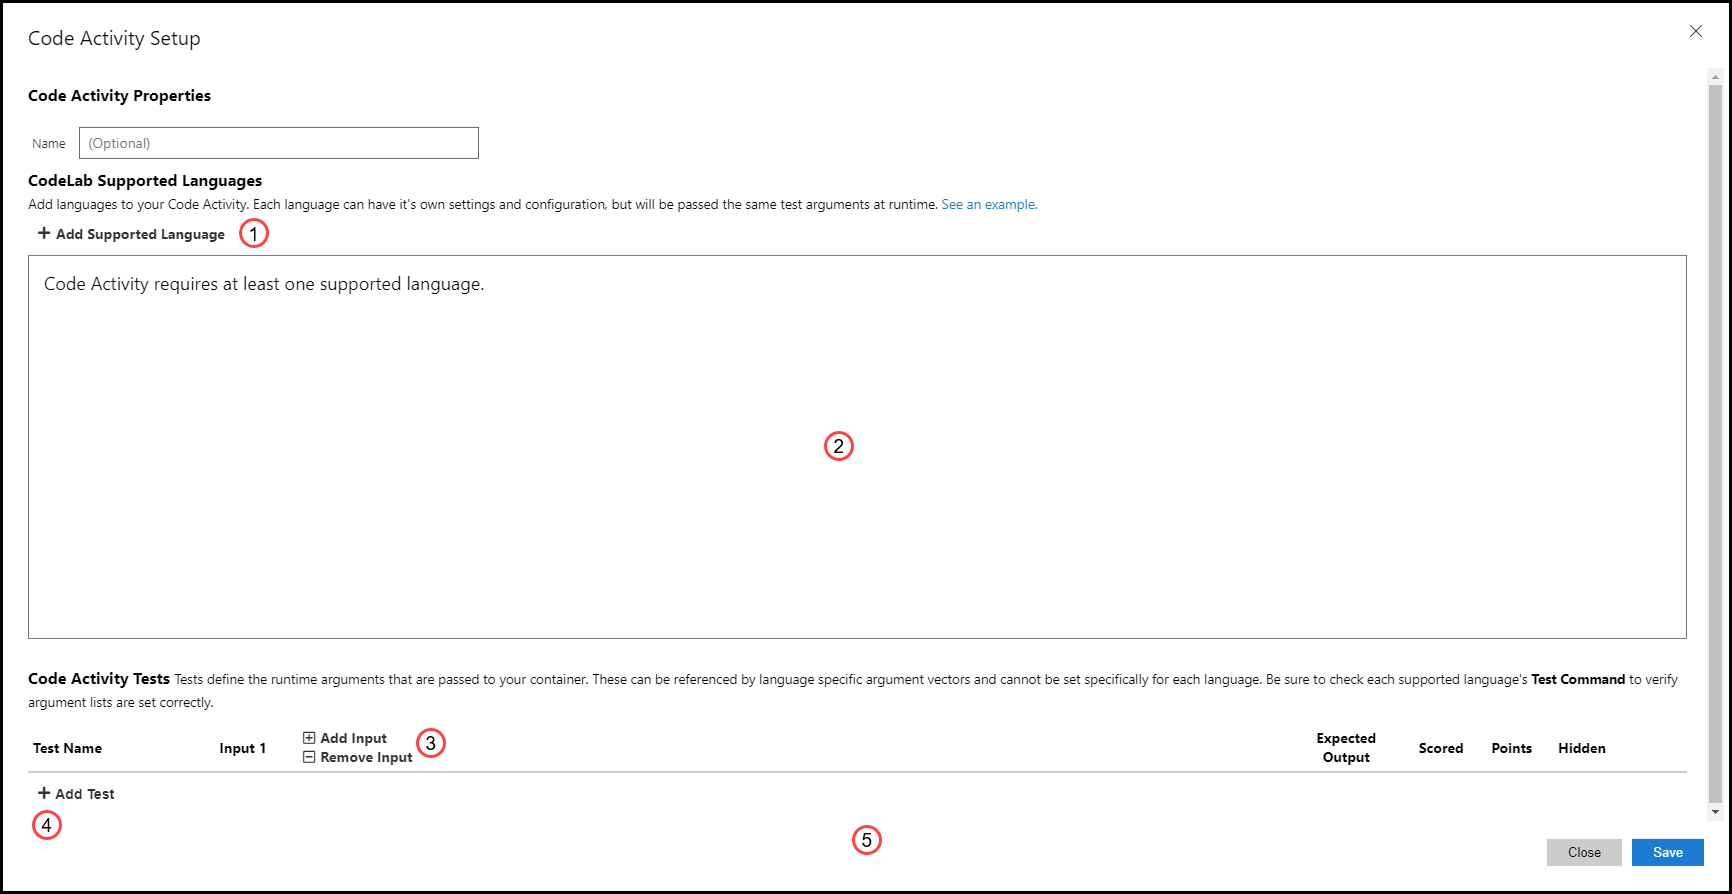 Code Activity Setup
Code Activity Properties
Name (Optional)
CodeLab Supported Languages
Add languages to your Code Activity. Each language can have it's own settings and configuration, but will be passed the same test arguments at runtime. See an example.
+ Add Supported Language 1
Code Activity requires at least one supported language.
2
Code Activity Tests Tests define the runtime arguments that are passed to your container. These can be referenced by language specific argument vectors and cannot be set specifically for each language. Be sure to check each supported language's Test Command to verify
argument lists are set correctly.
Test Name Input 1 Add Input Remove Input 3 Expected Output Scored Points Hidden
+ Add Test
4
5
Close Save